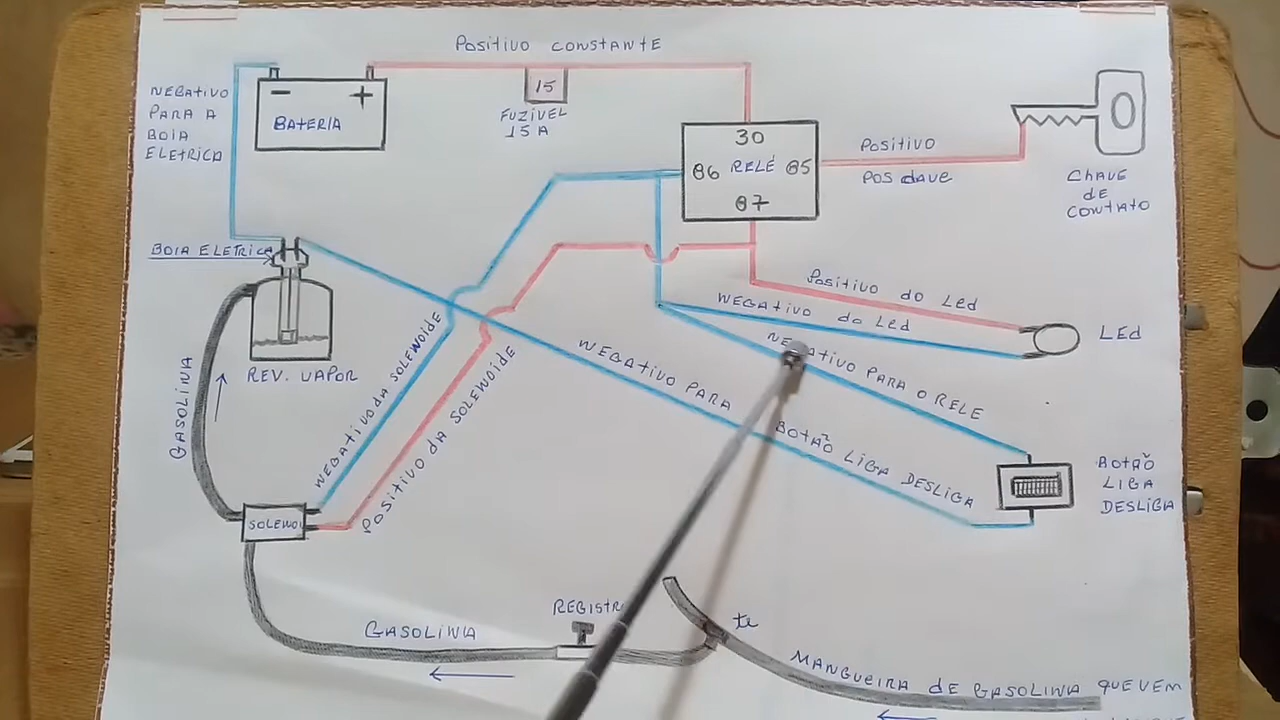 POSITIVO CONSTANTE
NEGATIVO
PARA A
BOIA
ELETRICA
- +
BATERIA
15
FUZIVEL
15 A
30
86 RELÉ 85
87
POSITIVO
POS CHAVE
CHAVE
DE
CONTATO
BOIA ELETRICA
POSITIVO DO LED
NEGATIVO DO LED
LED
NEGATIVO PARA O RELE
NEGATIVO DA SOLENOIDE
POSITIVO DA SOLENOIDE
NEGATIVO PARA BOTÃO LIGA DESLIGA
REV. VAPOR
GASOLINA
BOTÃO
LIGA
DESLIGA
SOLENOI
REGISTR
GASOLINA
te
MANGUEIRA DE GASOLINA QUE VEM